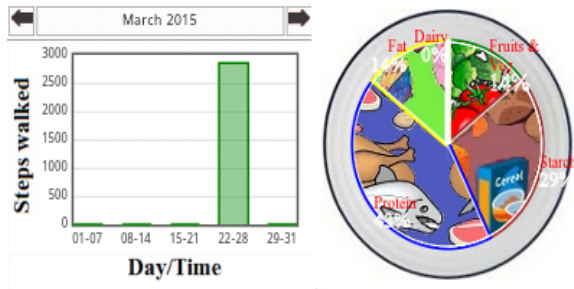 March 2015
3000
2500
2000
1500
1000
500
0
01-07 08-14 15-21 22-28 29-31
Steps walked
Day/Time
Dairy
0%
Fat
14%
Fruits &
14%
Starch
29%
Cereal
Protein